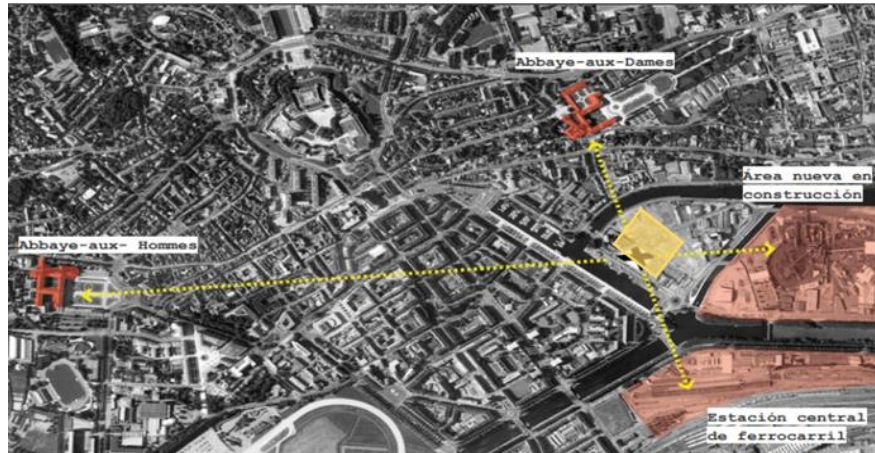 Abbaye-aux-Dames
Área nueva en
construcción
Abbaye-aux- Hommes
Estación central
de ferrocarril